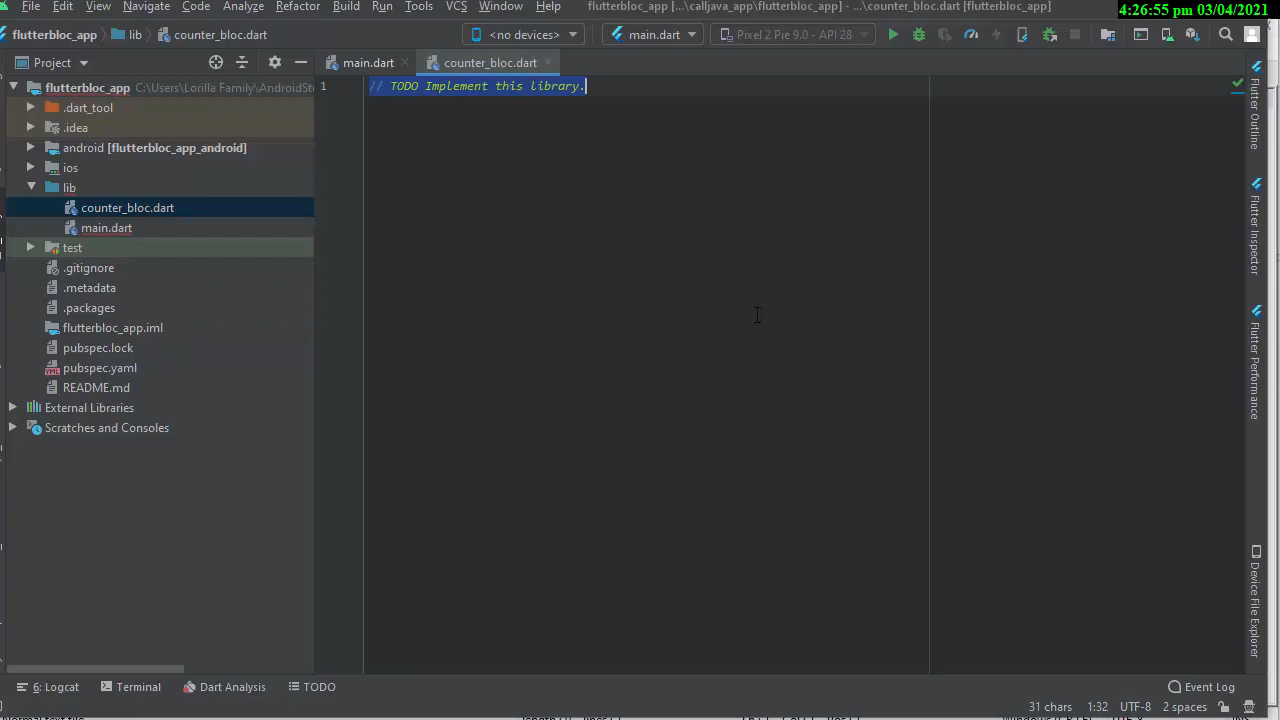 File Edit View Navigate Code Analyze Refactor Build Run Tools VCS Window Help flutterbloc_app [...\calljava_app\flutterbloc_app] - ...\counter_bloc.dart [flutterbloc_app]
4:26:55 pm 03/04/2021
flutterbloc_app lib counter_bloc.dart <no devices> main.dart Pixel 2 Pie 9.0 - API 28
Project main.dart counter_bloc.dart
flutterbloc_app C:\Users\Lorilla Family\AndroidSt
1 // TODO Implement this library.
.dart_tool
.idea
android [flutterbloc_app_android]
ios
lib
counter_bloc.dart
main.dart
test
.gitignore
.metadata
.packages
flutterbloc_app.iml
pubspec.lock
pubspec.yaml
README.md
External Libraries
Scratches and Consoles
Flutter Outline
Flutter Inspector
Flutter Performance
Device File Explorer
6: Logcat Terminal Dart Analysis TODO Event Log
31 chars 1:32 UTF-8 2 spaces